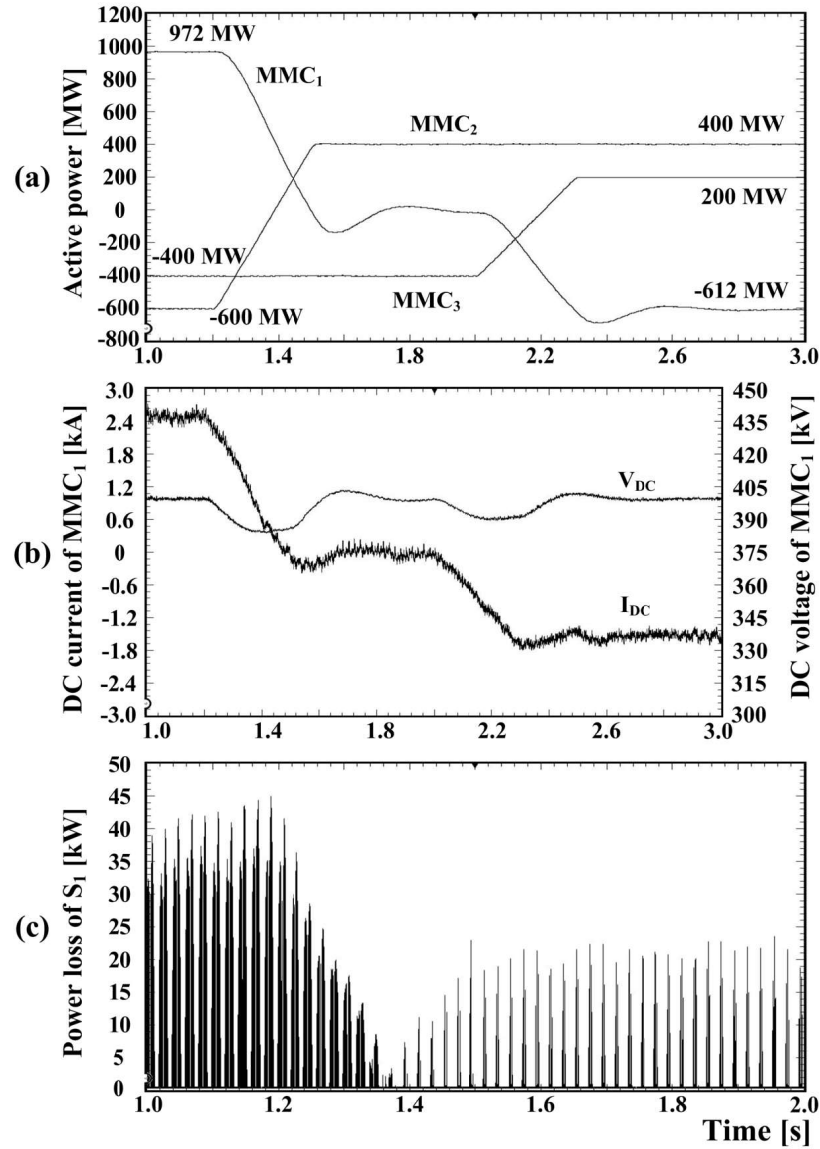 (a)
Active power [MW]
1200
1000
800
600
400
200
0
-200
-400
-600
-800
972 MW
MMC1
MMC2
400 MW
200 MW
-400 MW
MMC3
-600 MW
-612 MW
1.0 1.4 1.8 2.2 2.6 3.0
(b)
DC current of MMC1 [kA]
3.0
2.4
1.8
1.2
0.6
0
-0.6
-1.2
-1.8
-2.4
-3.0
VDC
IDC
450
435
420
405
390
375
360
345
330
315
300
DC voltage of MMC1 [kV]
1.0 1.4 1.8 2.2 2.6 3.0
(c)
Power loss of S1 [kW]
50
45
40
35
30
25
20
15
10
5
0
1.0 1.2 1.4 1.6 1.8 2.0
Time [s]